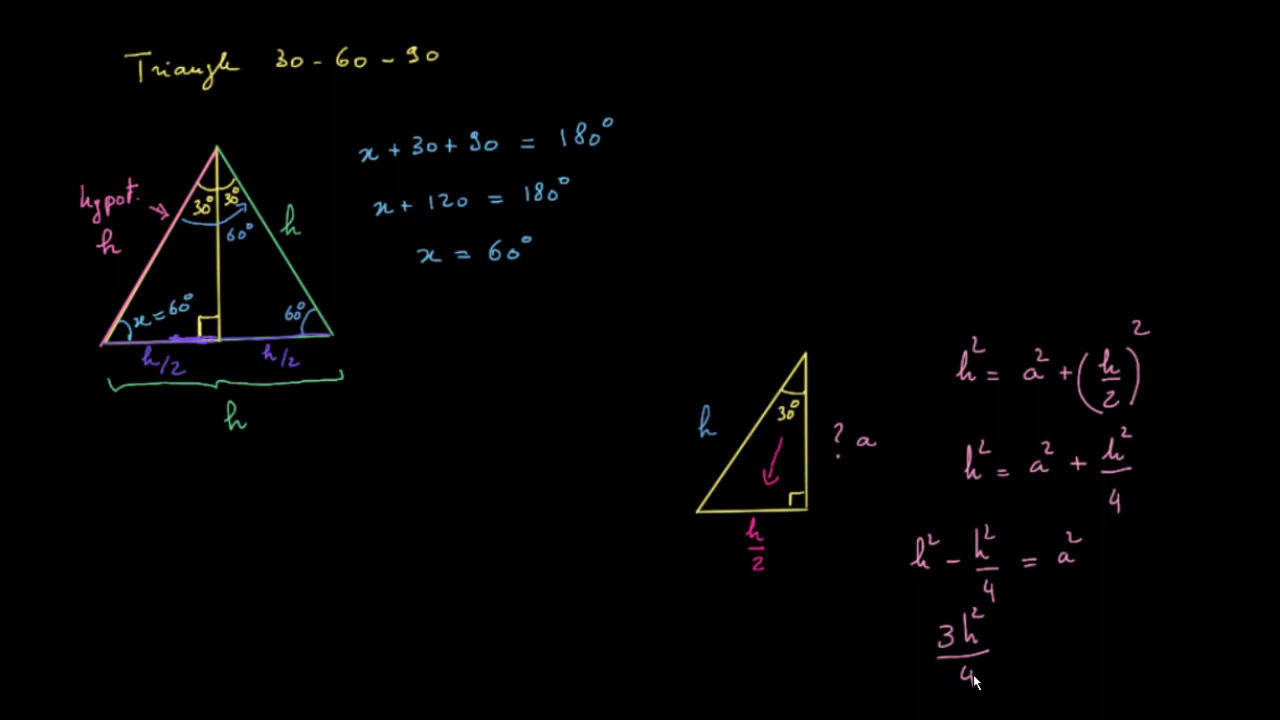 Triangle 30 - 60 - 90
x + 30 + 90 = 180°
x + 120 = 180°
x = 60°
hypot.
h
30° 30°
60°
h
x = 60°
60°
h/2 h/2
h
h
30°
? a
h/2
h² = a² + (h/2)²
h² = a² + h²/4
h² - h²/4 = a²
3h²/4